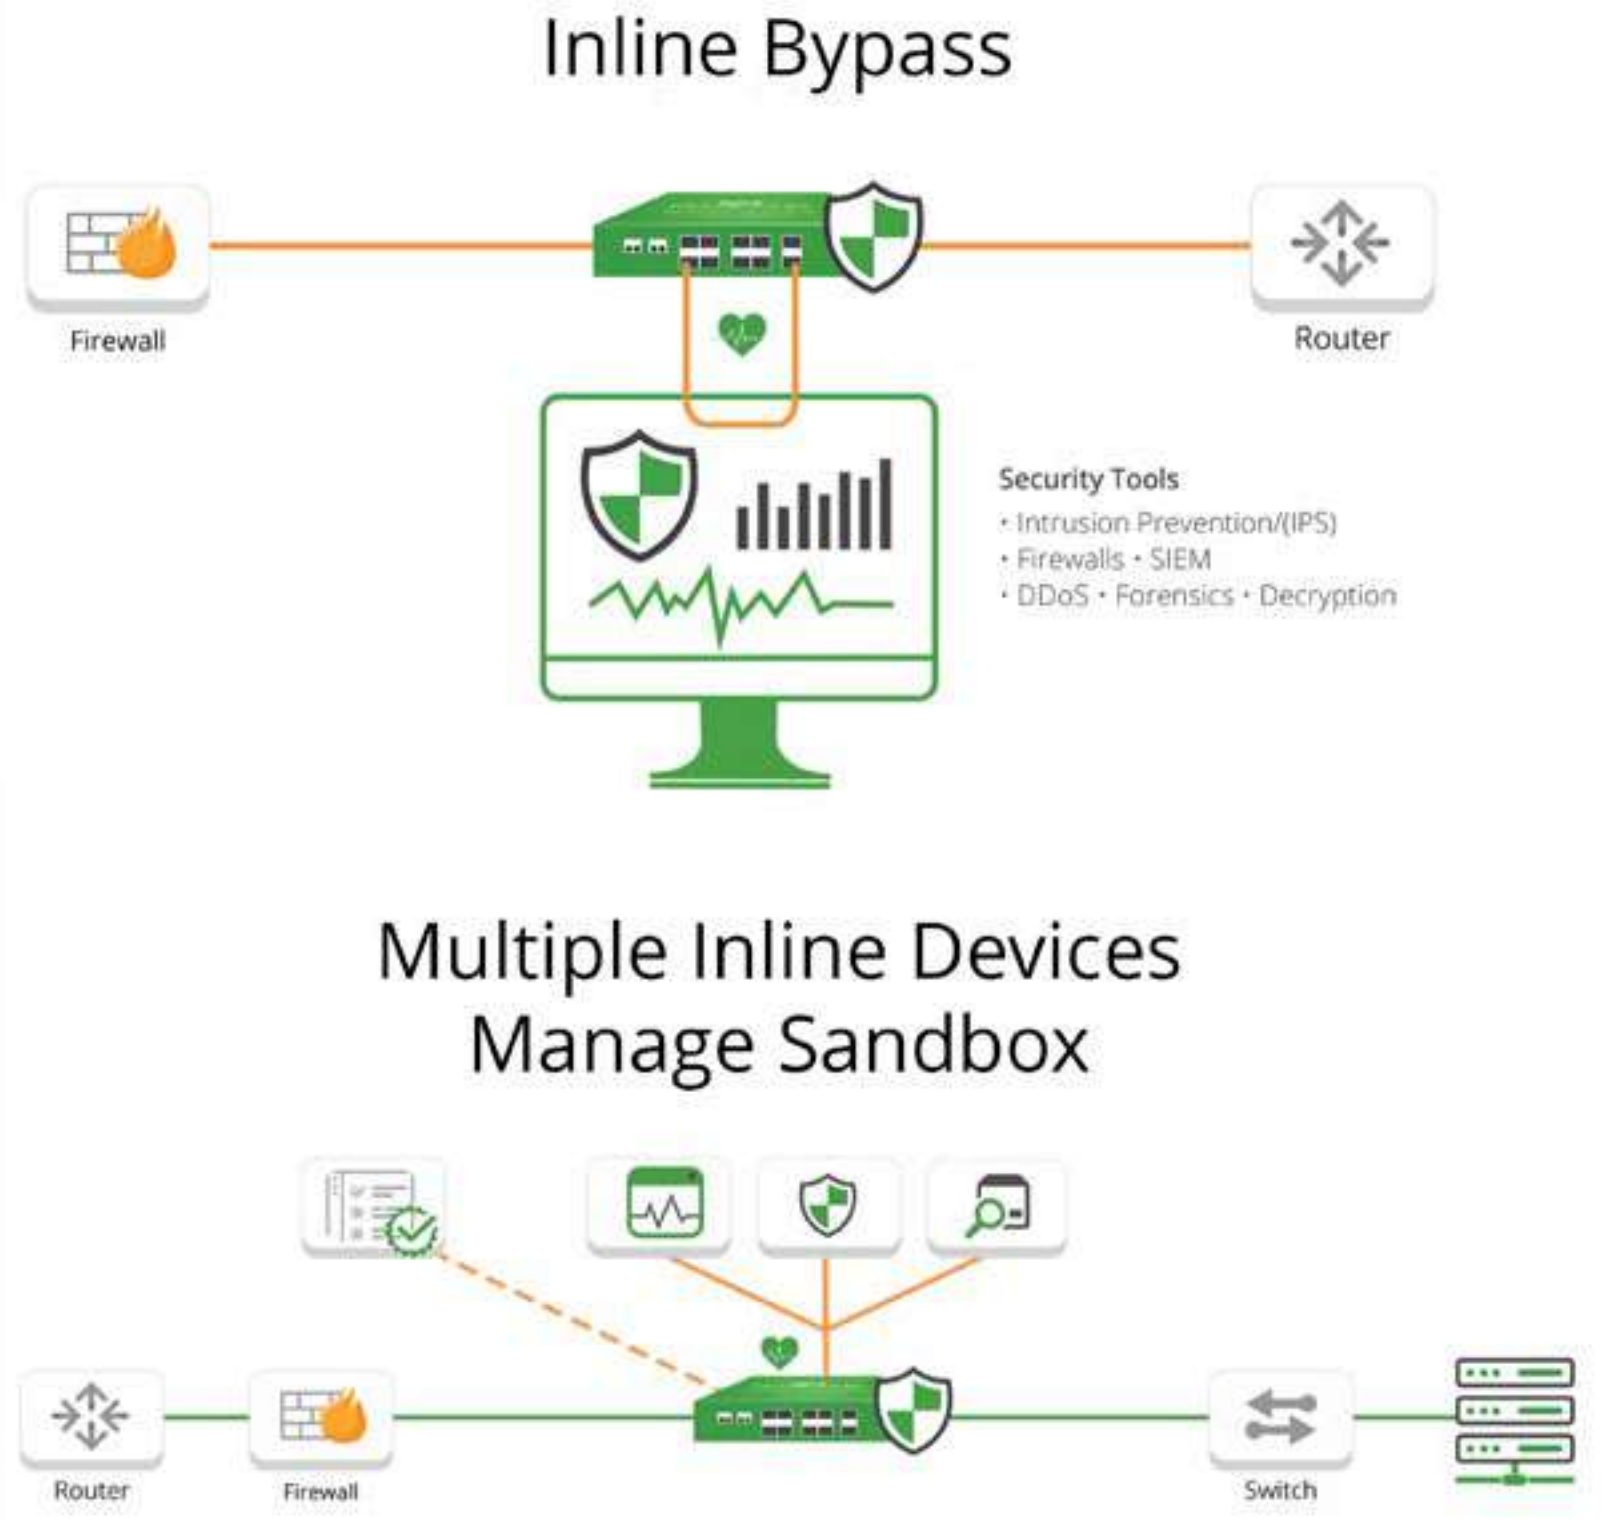 Inline Bypass
Firewall
Router
Security Tools
• Intrusion Prevention/(IPS)
• Firewalls • SIEM
• DDoS • Forensics • Decryption
Multiple Inline Devices
Manage Sandbox
Router
Firewall
Switch